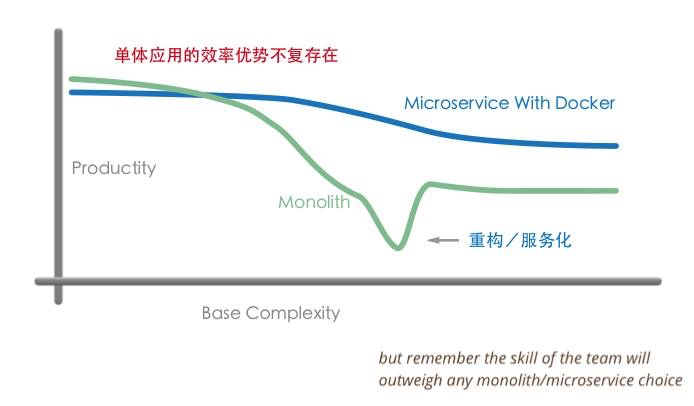 单体应用的效率优势不复存在
Microservice With Docker
Productity
Monolith
重构／服务化
Base Complexity
but remember the skill of the team will
outweigh any monolith/microservice choice